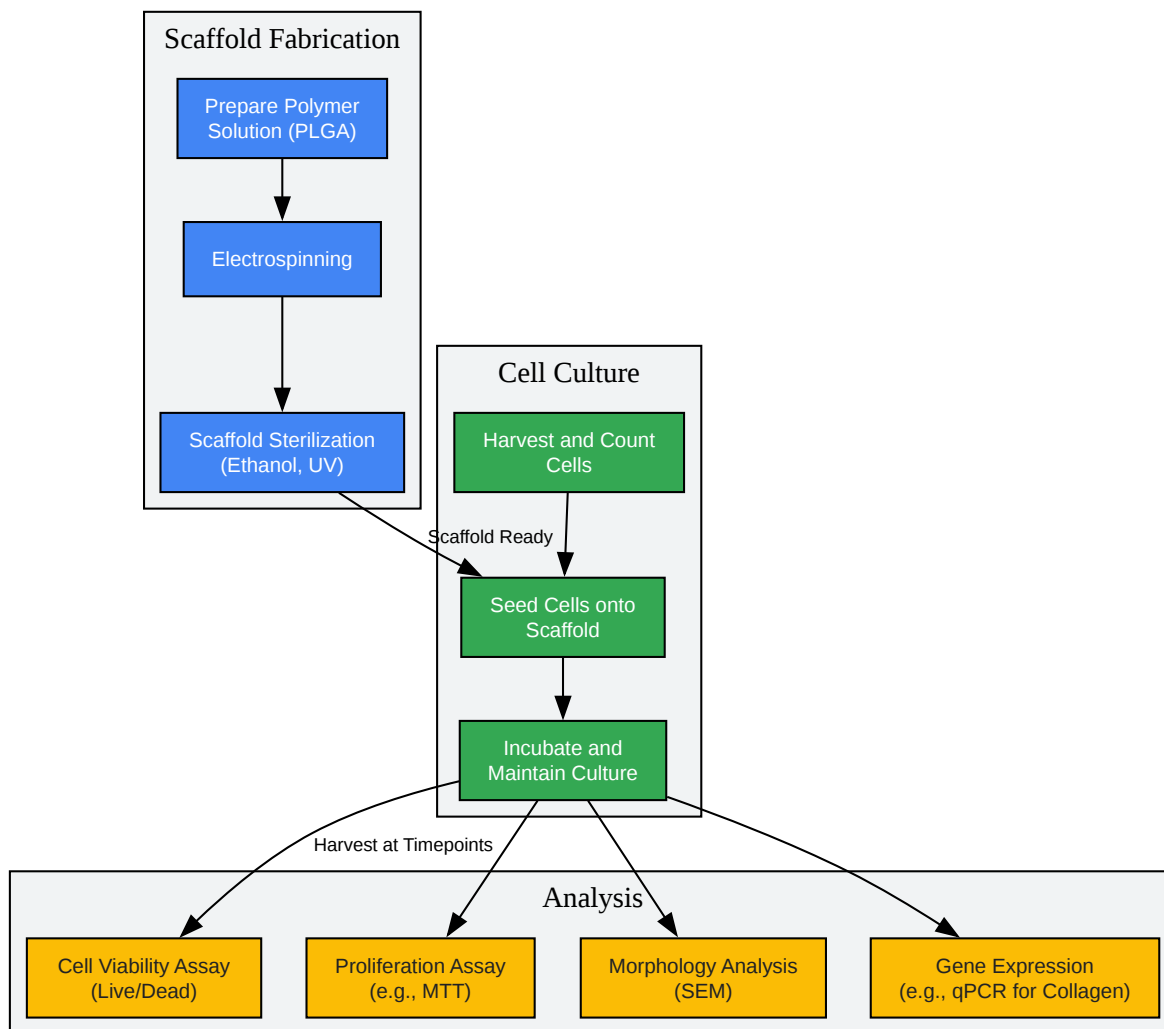 Scaffold Fabrication
Prepare Polymer
Solution (PLGA)
Electrospinning
Scaffold Sterilization
(Ethanol, UV)
Cell Culture
Harvest and Count
Cells
Scaffold Ready
Seed Cells onto
Scaffold
Incubate and
Maintain Culture
Harvest at Timepoints
Analysis
Cell Viability Assay
(Live/Dead)
Proliferation Assay
(e.g., MTT)
Morphology Analysis
(SEM)
Gene Expression
(e.g., qPCR for Collagen)